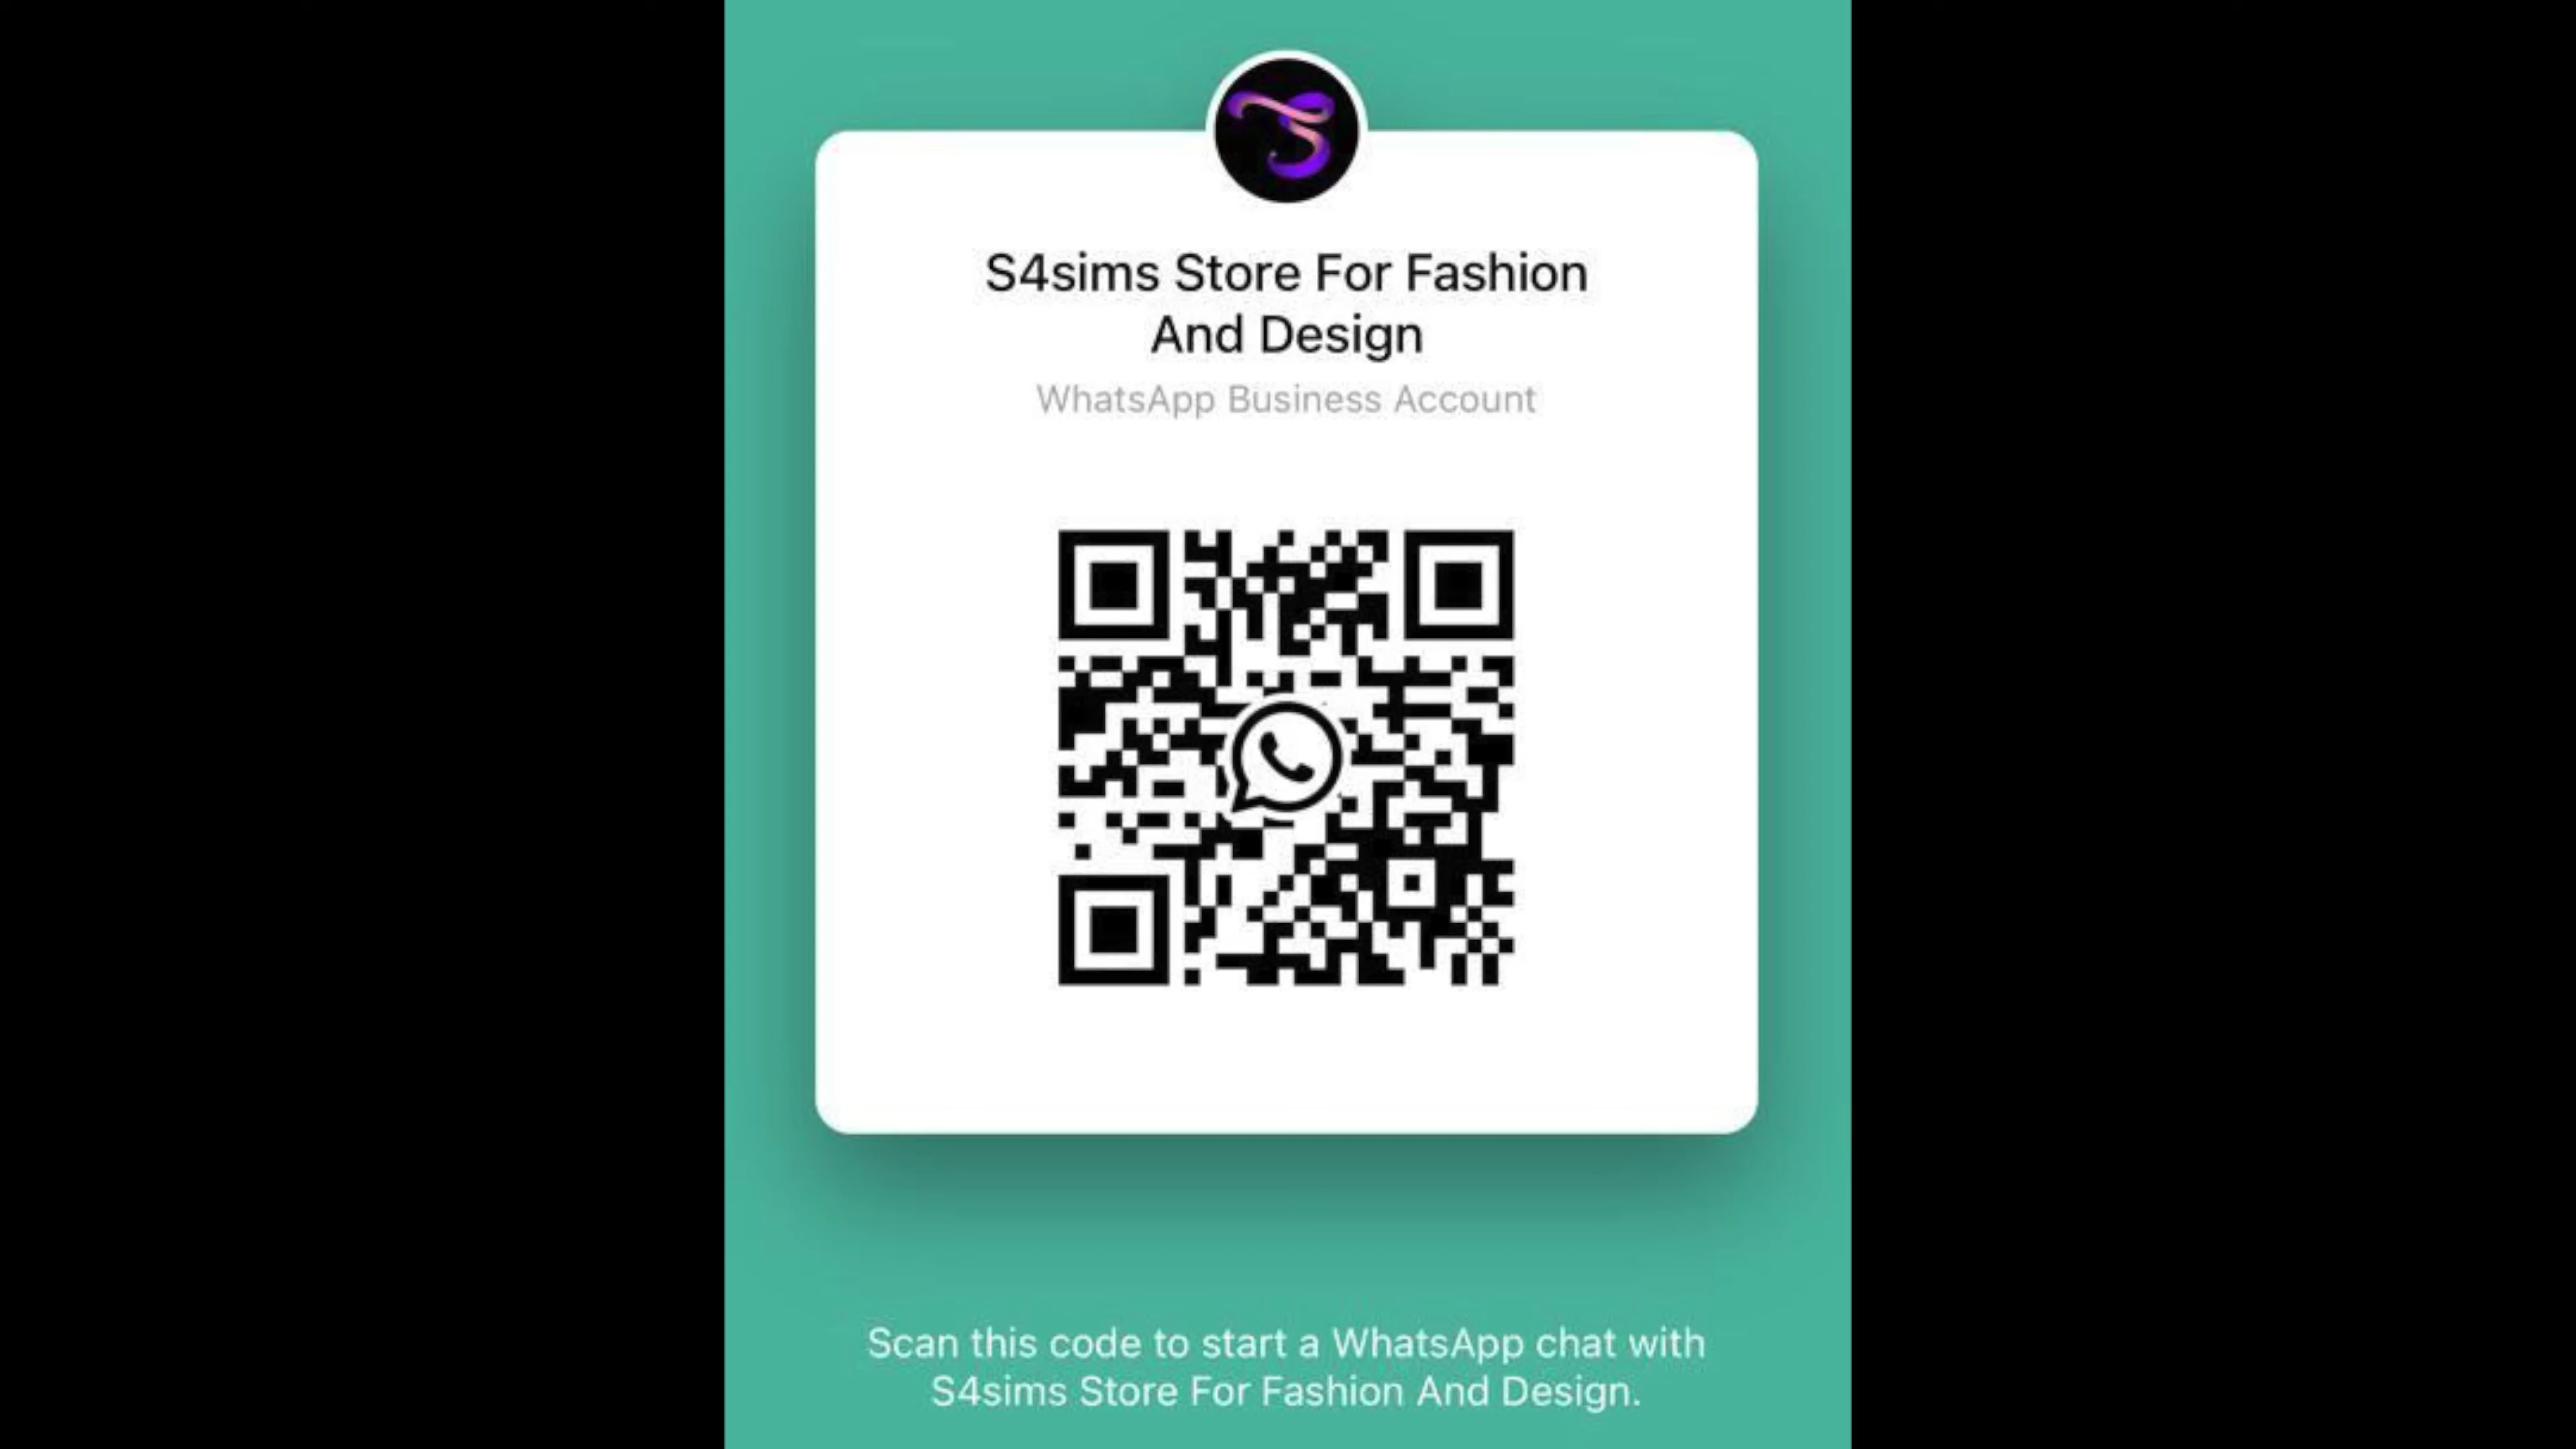 S4sims Store For Fashion
And Design
WhatsApp Business Account
Scan this code to start a WhatsApp chat with
S4sims Store For Fashion And Design.